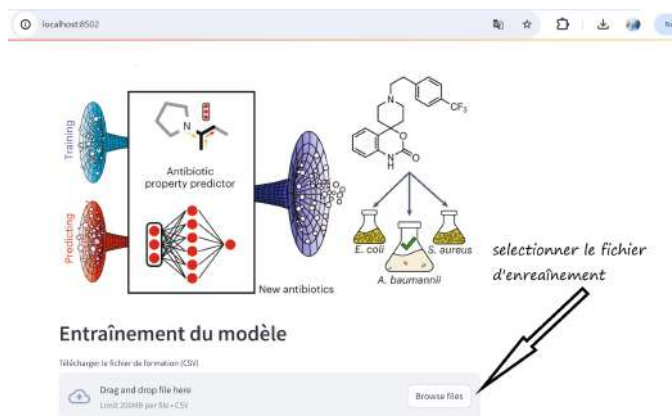 localhost:8502
Training
Predicting
N
Antibiotic
property predictor
New antibiotics
N
CF₃
O
N
H
O
E. coli
S. aureus
A. baumannii
selectionner le fichier
d'enreaînement
Entraînement du modèle
Télécharger le fichier de formation (CSV)
Drag and drop file here
Limit 200MB per file • CSV
Browse files